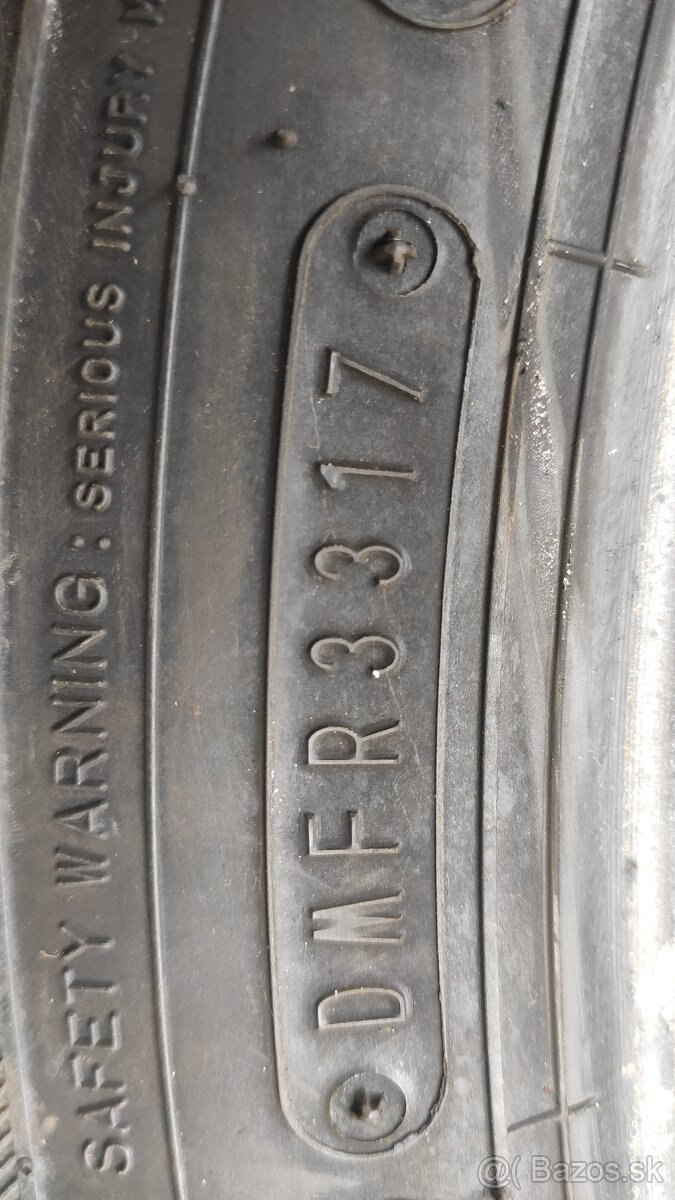 SAFETY WARNING: SERIOUS INJURY
DMFR3317
@( Bazos.sk